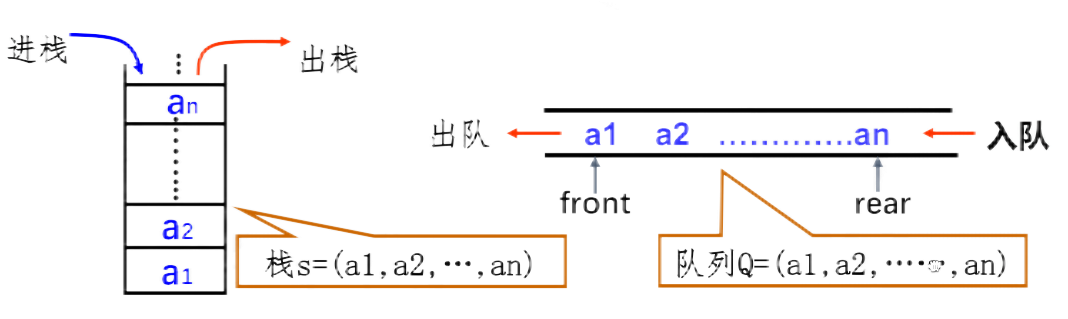 进栈
出栈
an
a2
a1
栈s=(a1,a2,…,an)
出队 a1 a2 ..............an 入队
front rear
队列Q=(a1,a2,……,an)